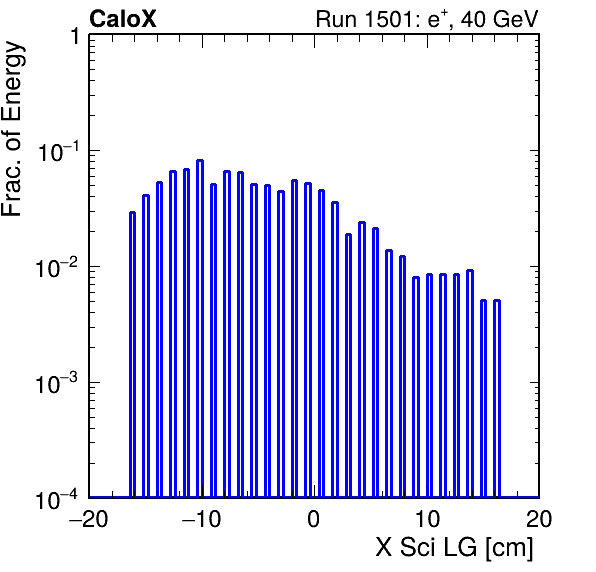 CaloX Run 1501: e⁺, 40 GeV
Frac. of Energy
1
10⁻¹
10⁻²
10⁻³
10⁻⁴
−20 −10 0 10 20
X Sci LG [cm]